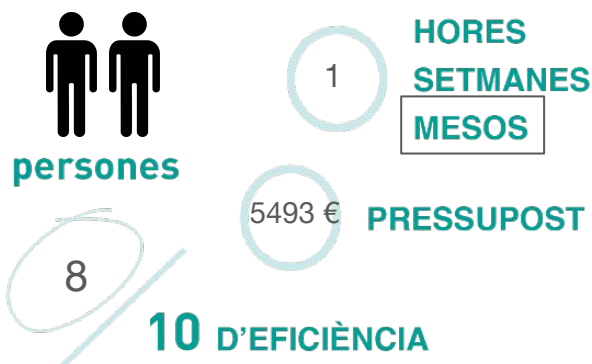 persones
1
HORES
SETMANES
MESOS
5493 €
PRESSUPOST
8
10 D'EFICIÈNCIA